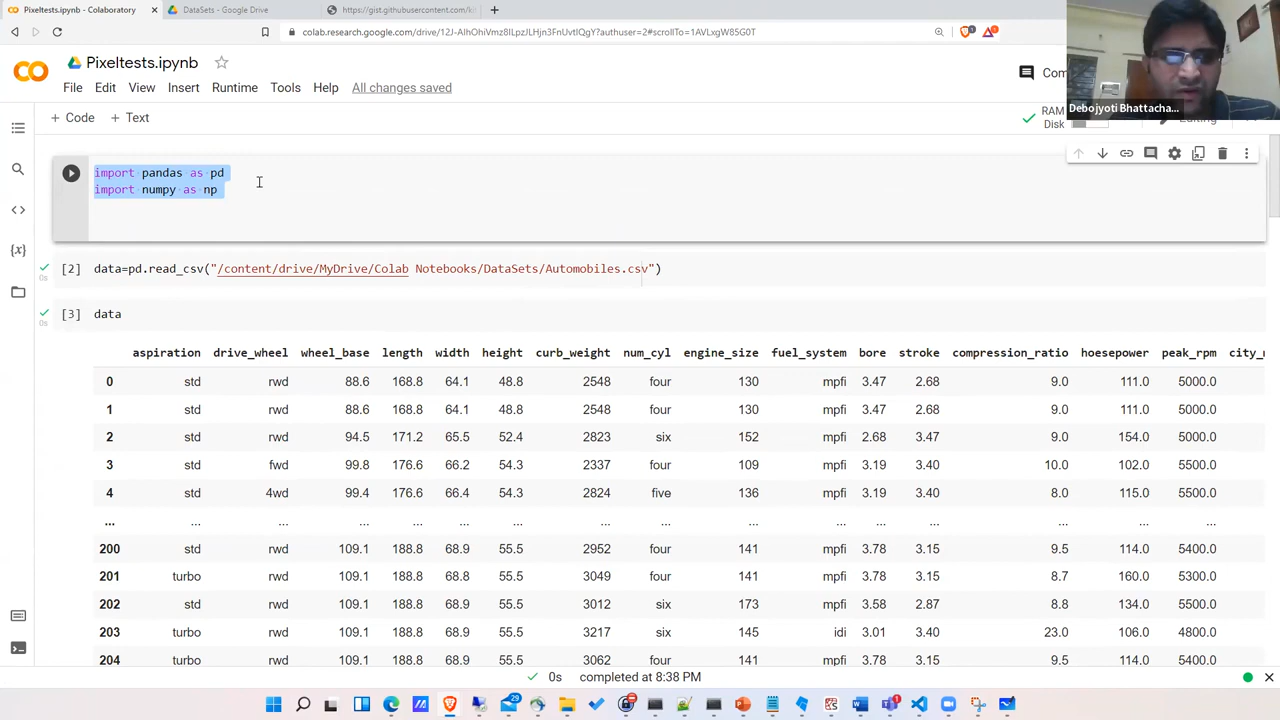 Pixeltests.ipynb - Colaboratory
DataSets - Google Drive
https://gist.githubusercontent.com/ki
colab.research.google.com/drive/12J-AlhOhiVmz8ILpzJLHjn3FnUvtIQgY?authuser=2#scrollTo=1AVLxgW85G0T
Pixeltests.ipynb
File Edit View Insert Runtime Tools Help All changes saved
Com
Debojyoti Bhattacha...
+ Code + Text
RAM
Disk
Editing
import pandas as pd
import numpy as np
[2] data=pd.read_csv("/content/drive/MyDrive/Colab Notebooks/DataSets/Automobiles.csv")
0s
[3] data
0s
aspiration drive_wheel wheel_base length width height curb_weight num_cyl engine_size fuel_system bore stroke compression_ratio hoesepower peak_rpm city_
0 std rwd 88.6 168.8 64.1 48.8 2548 four 130 mpfi 3.47 2.68 9.0 111.0 5000.0
1 std rwd 88.6 168.8 64.1 48.8 2548 four 130 mpfi 3.47 2.68 9.0 111.0 5000.0
2 std rwd 94.5 171.2 65.5 52.4 2823 six 152 mpfi 2.68 3.47 9.0 154.0 5000.0
3 std fwd 99.8 176.6 66.2 54.3 2337 four 109 mpfi 3.19 3.40 10.0 102.0 5500.0
4 std 4wd 99.4 176.6 66.4 54.3 2824 five 136 mpfi 3.19 3.40 8.0 115.0 5500.0
... ... ... ... ... ... ... ... ... ... ... ... ... ... ... ...
200 std rwd 109.1 188.8 68.9 55.5 2952 four 141 mpfi 3.78 3.15 9.5 114.0 5400.0
201 turbo rwd 109.1 188.8 68.8 55.5 3049 four 141 mpfi 3.78 3.15 8.7 160.0 5300.0
202 std rwd 109.1 188.8 68.9 55.5 3012 six 173 mpfi 3.58 2.87 8.8 134.0 5500.0
203 turbo rwd 109.1 188.8 68.9 55.5 3217 six 145 idi 3.01 3.40 23.0 106.0 4800.0
204 turbo rwd 109.1 188.8 68.9 55.5 3062 four 141 mpfi 3.78 3.15 9.5 114.0 5400.0
0s completed at 8:38 PM
29